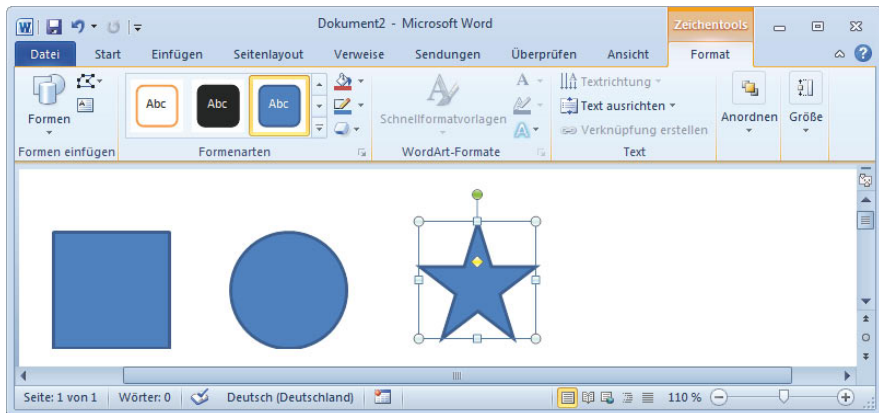 Dokument2 - Microsoft Word
Zeichentools
Datei Start Einfügen Seitenlayout Verweise Sendungen Überprüfen Ansicht Format
Abc Abc Abc
Formen
Schnellformatvorlagen
Textrichtung
Text ausrichten
Verknüpfung erstellen
Anordnen Größe
Formen einfügen Formenarten WordArt-Formate Text
Seite: 1 von 1 Wörter: 0 Deutsch (Deutschland) 110 %